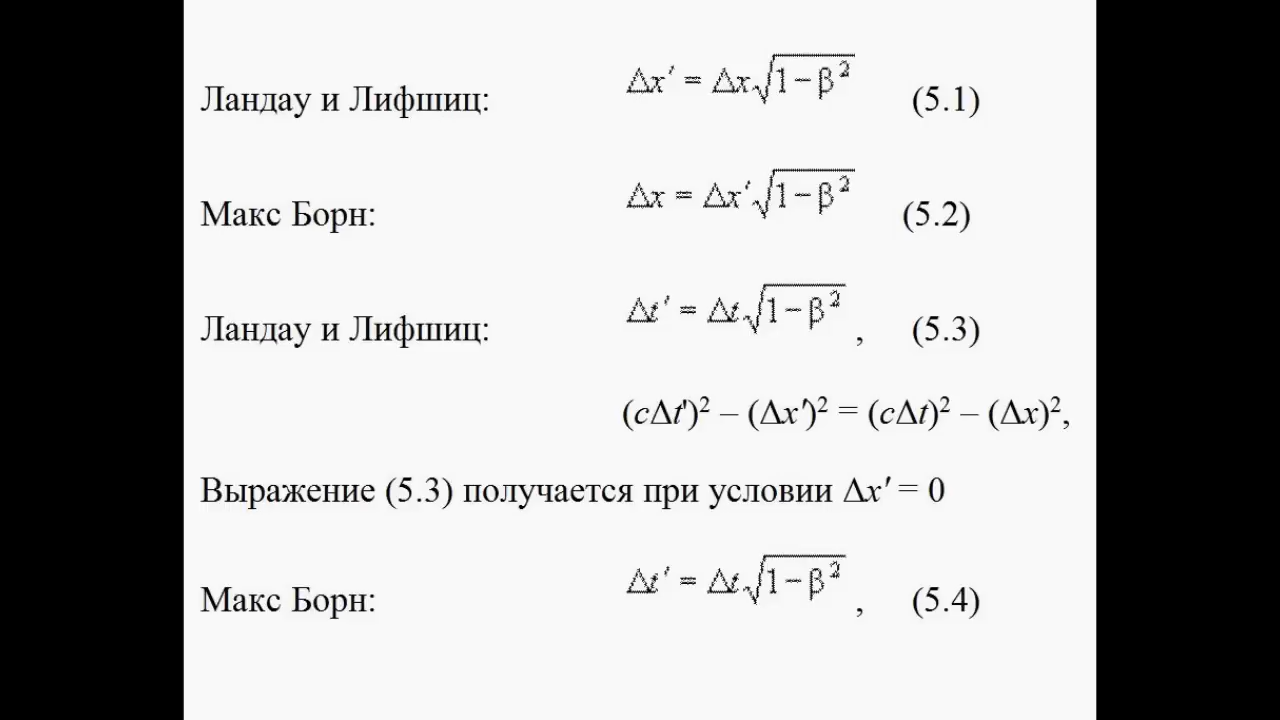 Ландау и Лифшиц: Δx′ = Δx√1−β² (5.1)
Макс Борн: Δx = Δx′√1−β² (5.2)
Ландау и Лифшиц: Δt′ = Δt√1−β² , (5.3)
(cΔt')² – (Δx′)² = (cΔt)² – (Δx)²,
Выражение (5.3) получается при условии Δx′ = 0
Макс Борн: Δt′ = Δt√1−β² , (5.4)